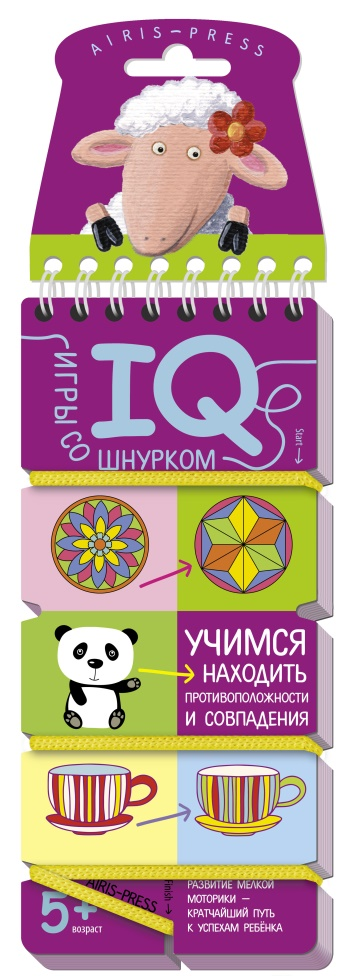 AIRIS-PRESS
ИГРЫ СО
IQ
ШНУРКОМ
Start
УЧИМСЯ
НАХОДИТЬ
ПРОТИВОПОЛОЖНОСТИ
И СОВПАДЕНИЯ
AIRIS-PRESS
Finish
5+
возраст
РАЗВИТИЕ МЕЛКОЙ
МОТОРИКИ –
КРАТЧАЙШИЙ ПУТЬ
К УСПЕХАМ РЕБЁНКА